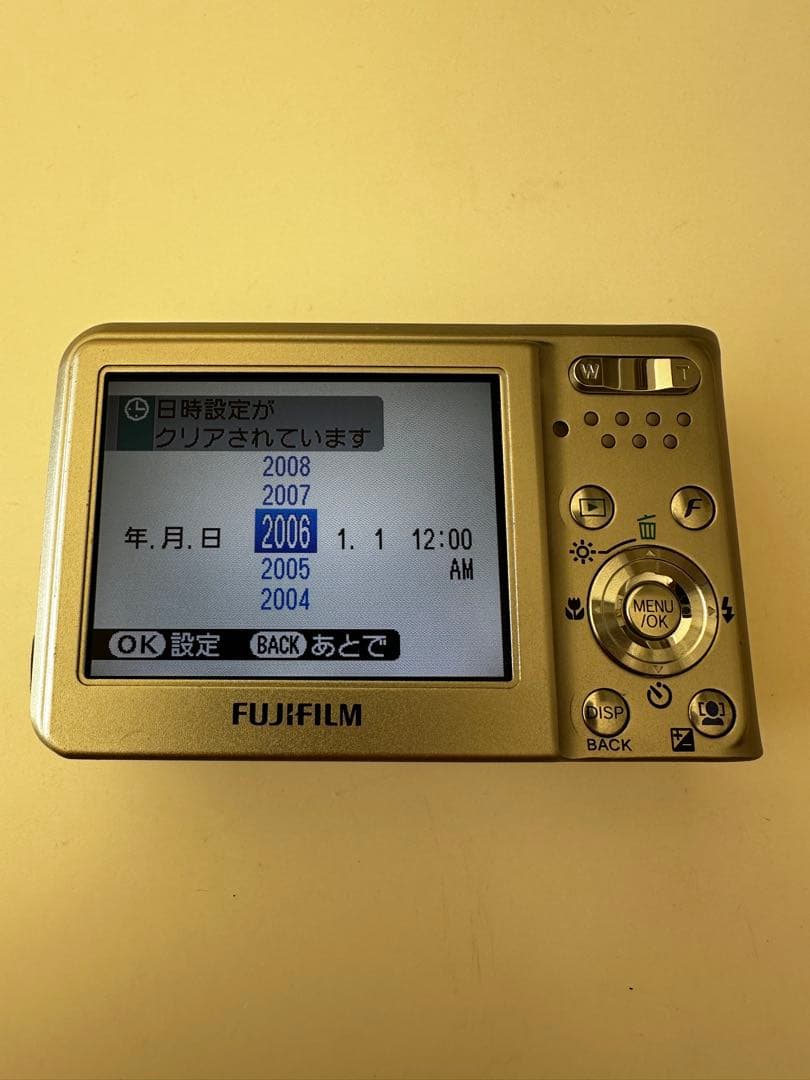 日時設定が
クリアされています
2008
2007
年.月.日 2006 1. 1 12:00
2005 AM
2004
OK 設定 BACK あとで
FUJIFILM
W T
F
MENU
/OK
DISP
BACK